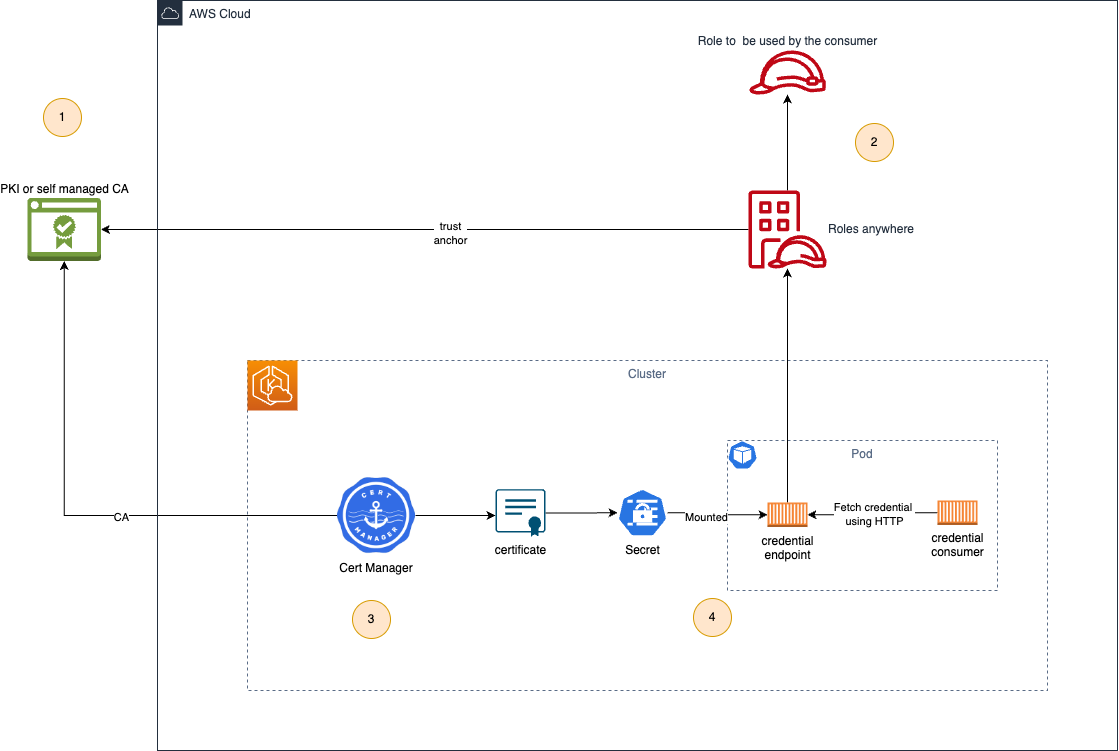 AWS Cloud
Role to be used by the consumer
1
2
PKI or self managed CA
trust
anchor
Roles anywhere
Cluster
K
Pod
CERT
MANAGER
CA
Mounted
Fetch credential
using HTTP
certificate
Secret
credential
endpoint
credential
consumer
Cert Manager
3
4